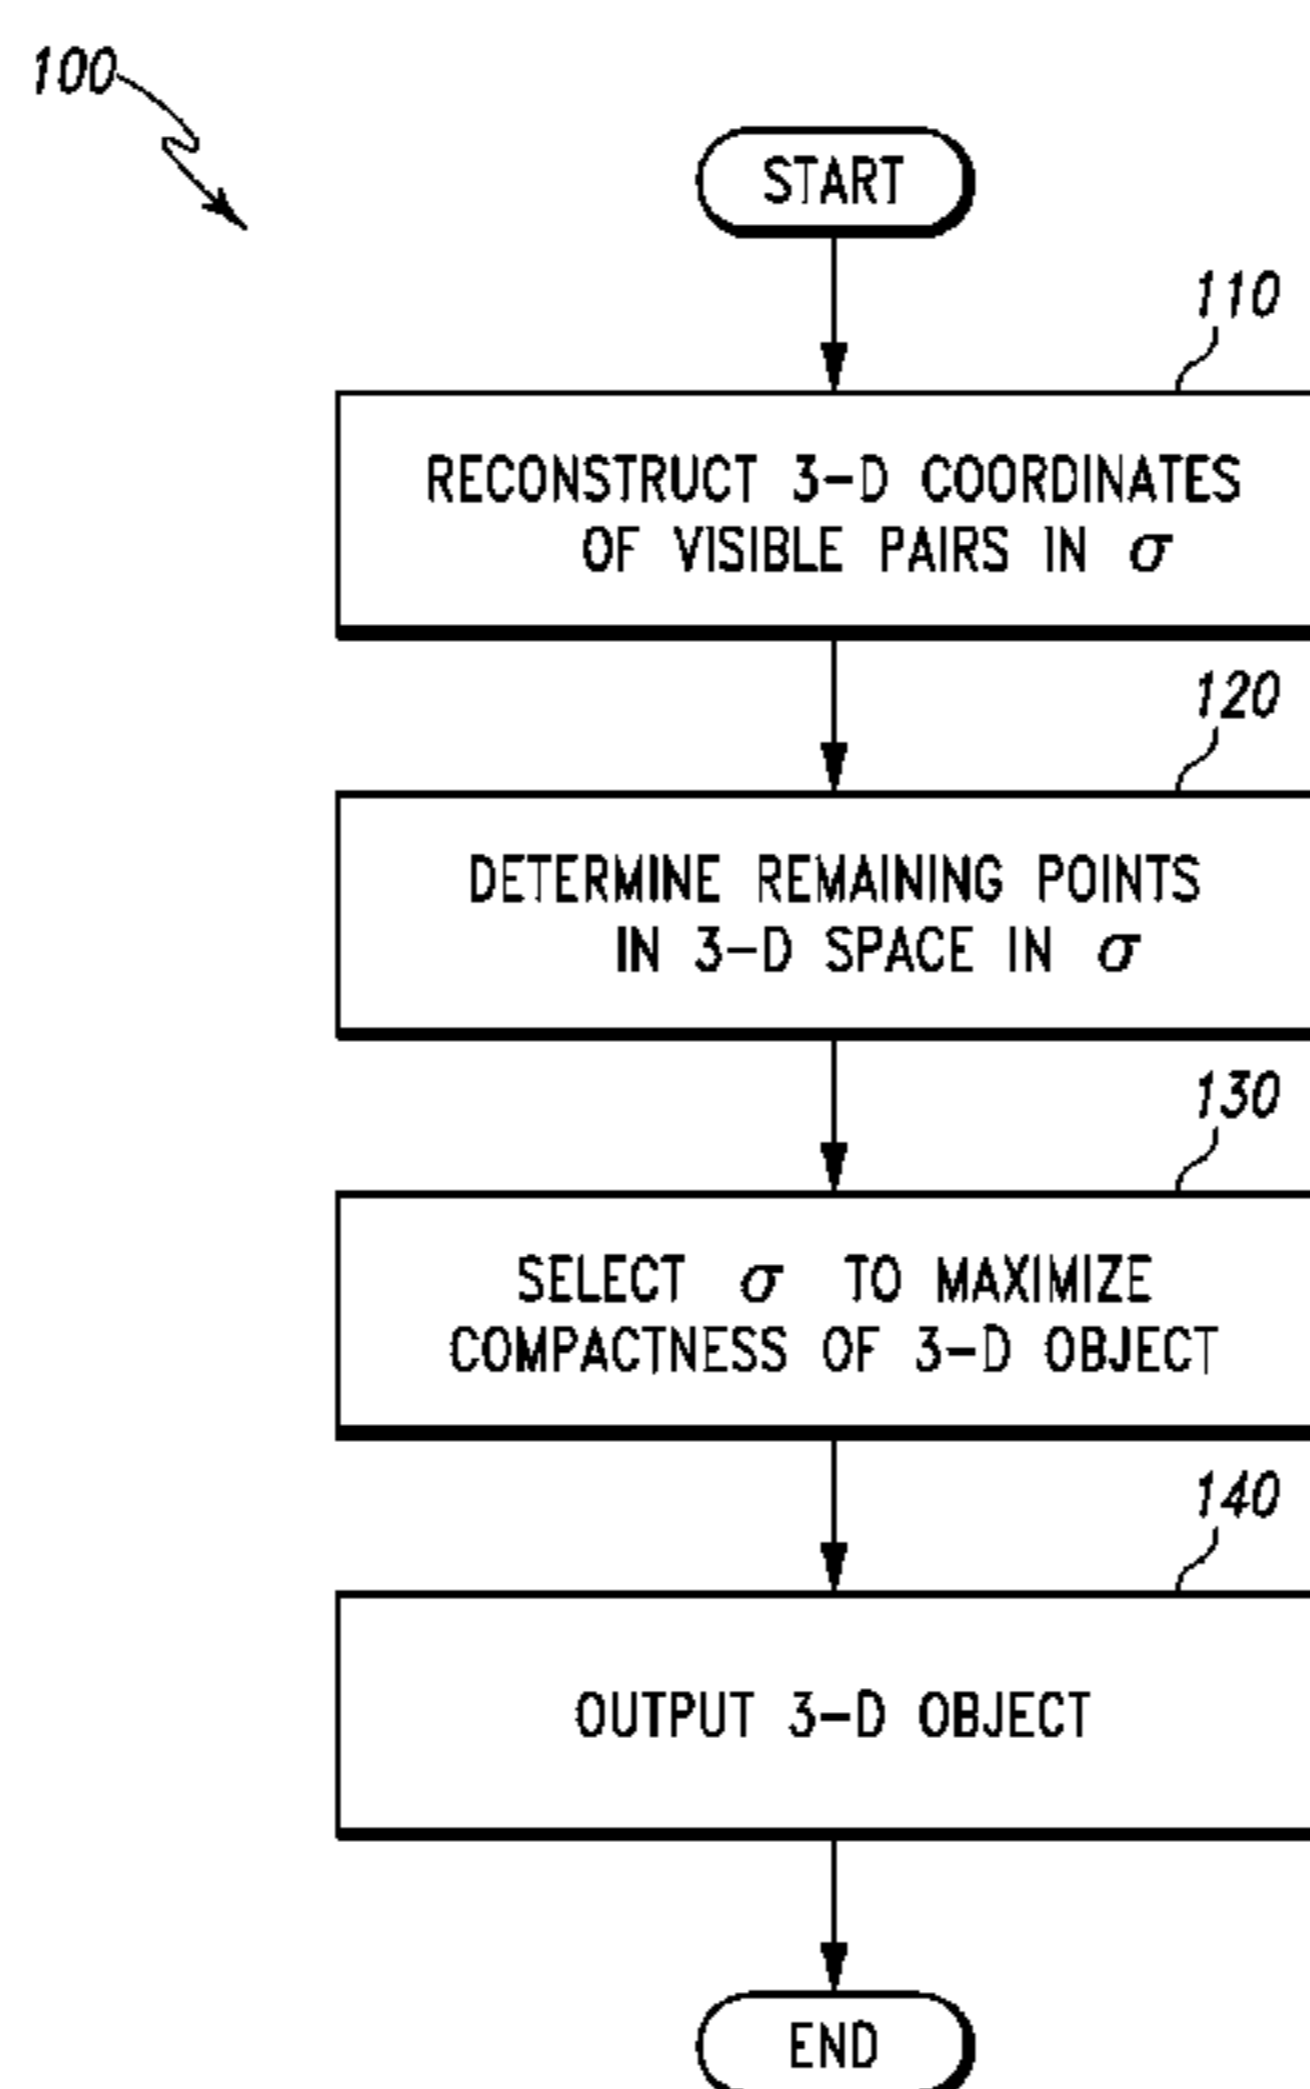 100
START
110
RECONSTRUCT 3-D COORDINATES
OF VISIBLE PAIRS IN σ
120
DETERMINE REMAINING POINTS
IN 3-D SPACE IN σ
130
SELECT σ TO MAXIMIZE
COMPACTNESS OF 3-D OBJECT
140
OUTPUT 3-D OBJECT
END